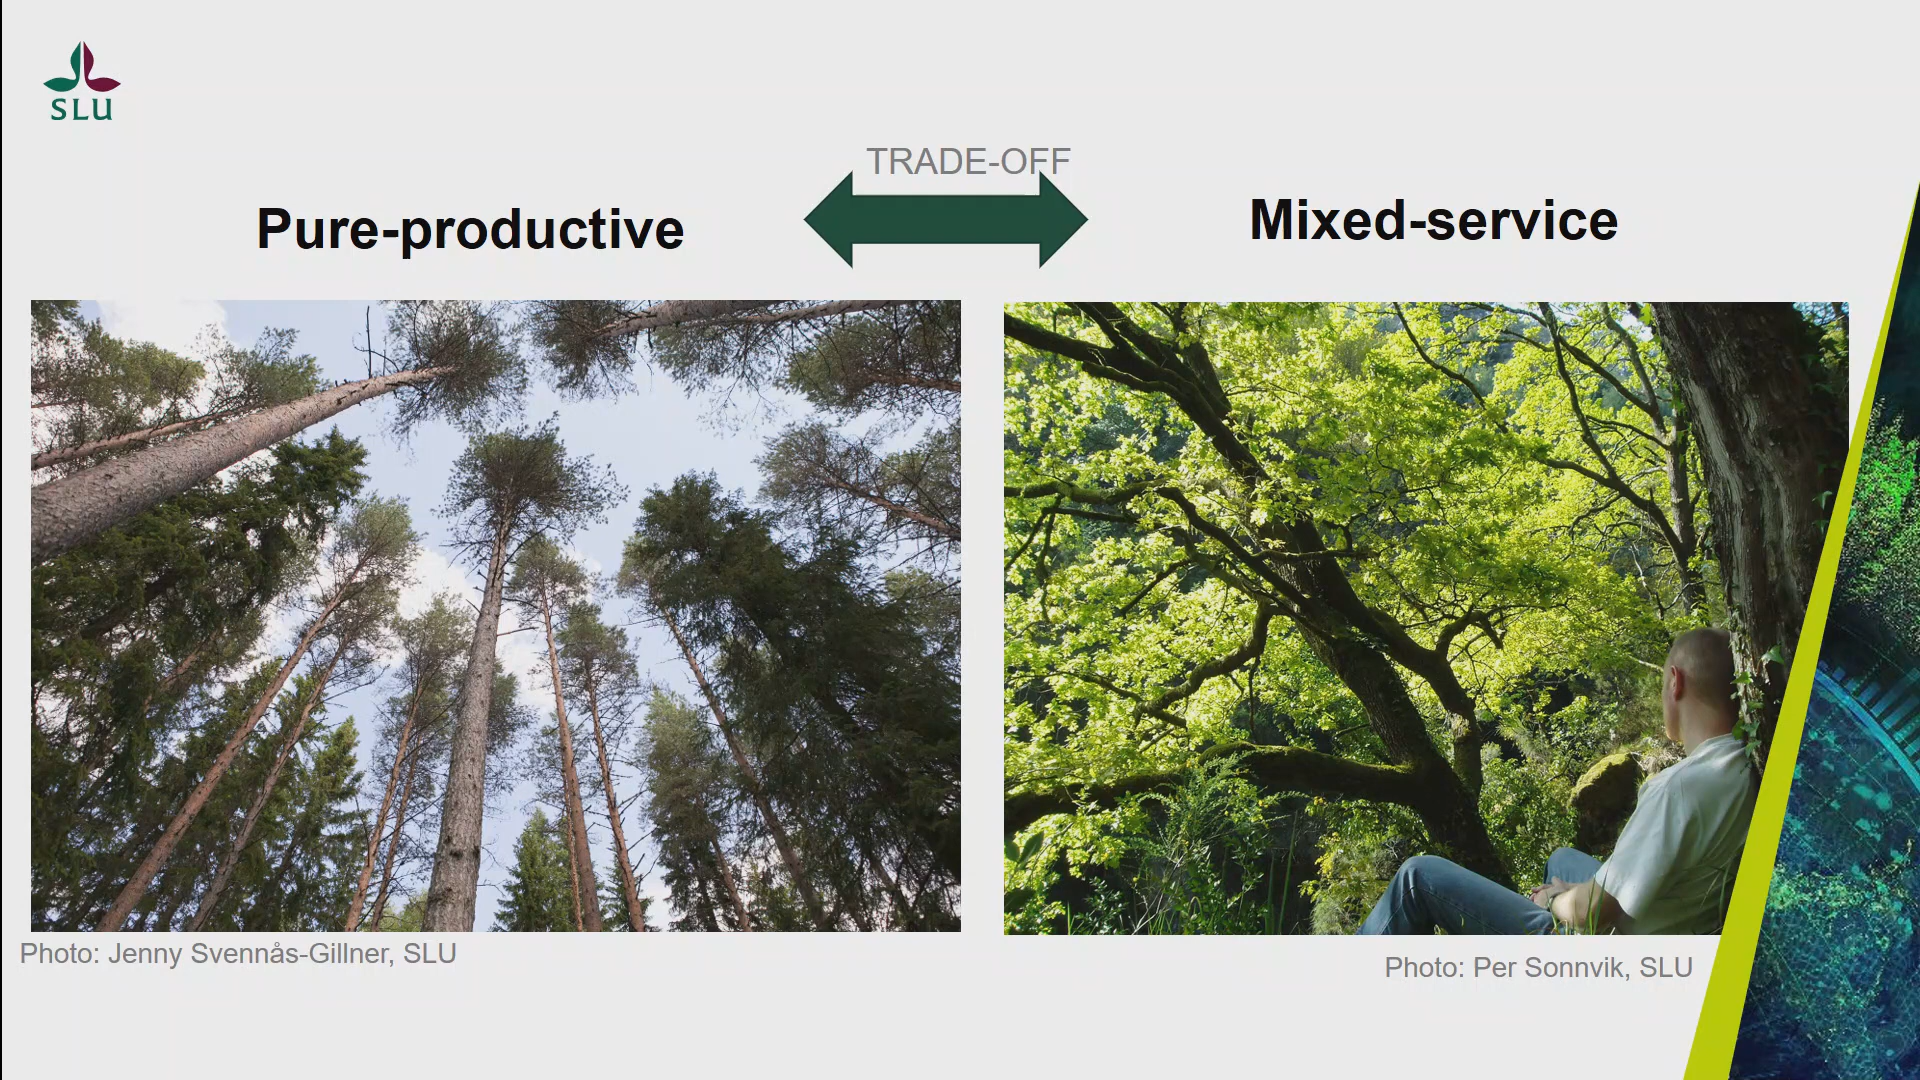 SLU
TRADE-OFF
Pure-productive
Mixed-service
Photo: Jenny Svennås-Gillner, SLU
Photo: Per Sonnvik, SLU